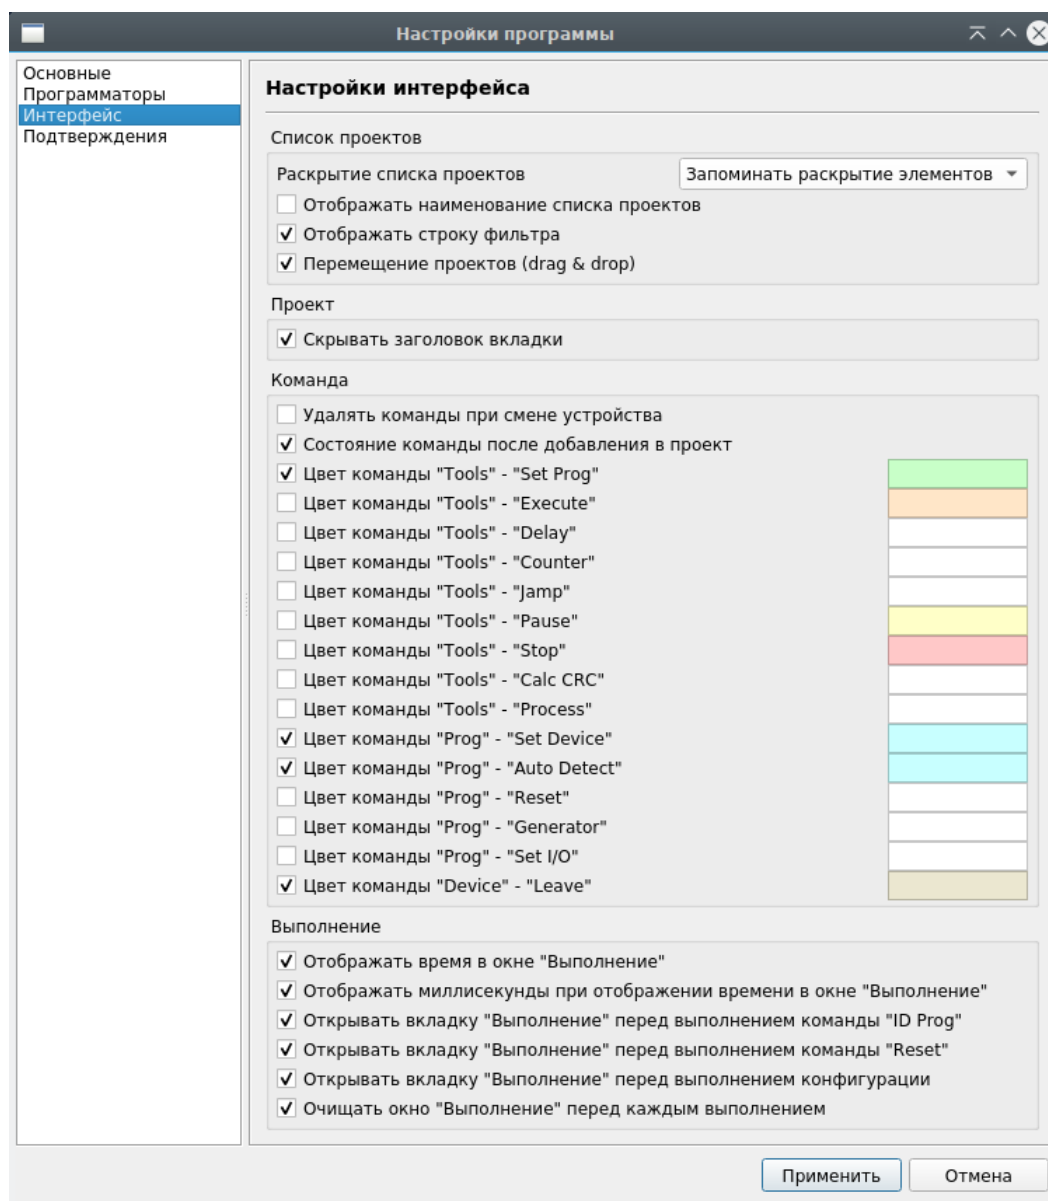 Настройки программы
Основные
Программаторы
Интерфейс
Подтверждения
Настройки интерфейса
Список проектов
Раскрытие списка проектов Запоминать раскрытие элементов
Отображать наименование списка проектов
Отображать строку фильтра
Перемещение проектов (drag & drop)
Проект
Скрывать заголовок вкладки
Команда
Удалять команды при смене устройства
Состояние команды после добавления в проект
Цвет команды "Tools" - "Set Prog"
Цвет команды "Tools" - "Execute"
Цвет команды "Tools" - "Delay"
Цвет команды "Tools" - "Counter"
Цвет команды "Tools" - "Jamp"
Цвет команды "Tools" - "Pause"
Цвет команды "Tools" - "Stop"
Цвет команды "Tools" - "Calc CRC"
Цвет команды "Tools" - "Process"
Цвет команды "Prog" - "Set Device"
Цвет команды "Prog" - "Auto Detect"
Цвет команды "Prog" - "Reset"
Цвет команды "Prog" - "Generator"
Цвет команды "Prog" - "Set I/O"
Цвет команды "Device" - "Leave"
Выполнение
Отображать время в окне "Выполнение"
Отображать миллисекунды при отображении времени в окне "Выполнение"
Открывать вкладку "Выполнение" перед выполнением команды "ID Prog"
Открывать вкладку "Выполнение" перед выполнением команды "Reset"
Открывать вкладку "Выполнение" перед выполнением конфигурации
Очищать окно "Выполнение" перед каждым выполнением
Применить Отмена